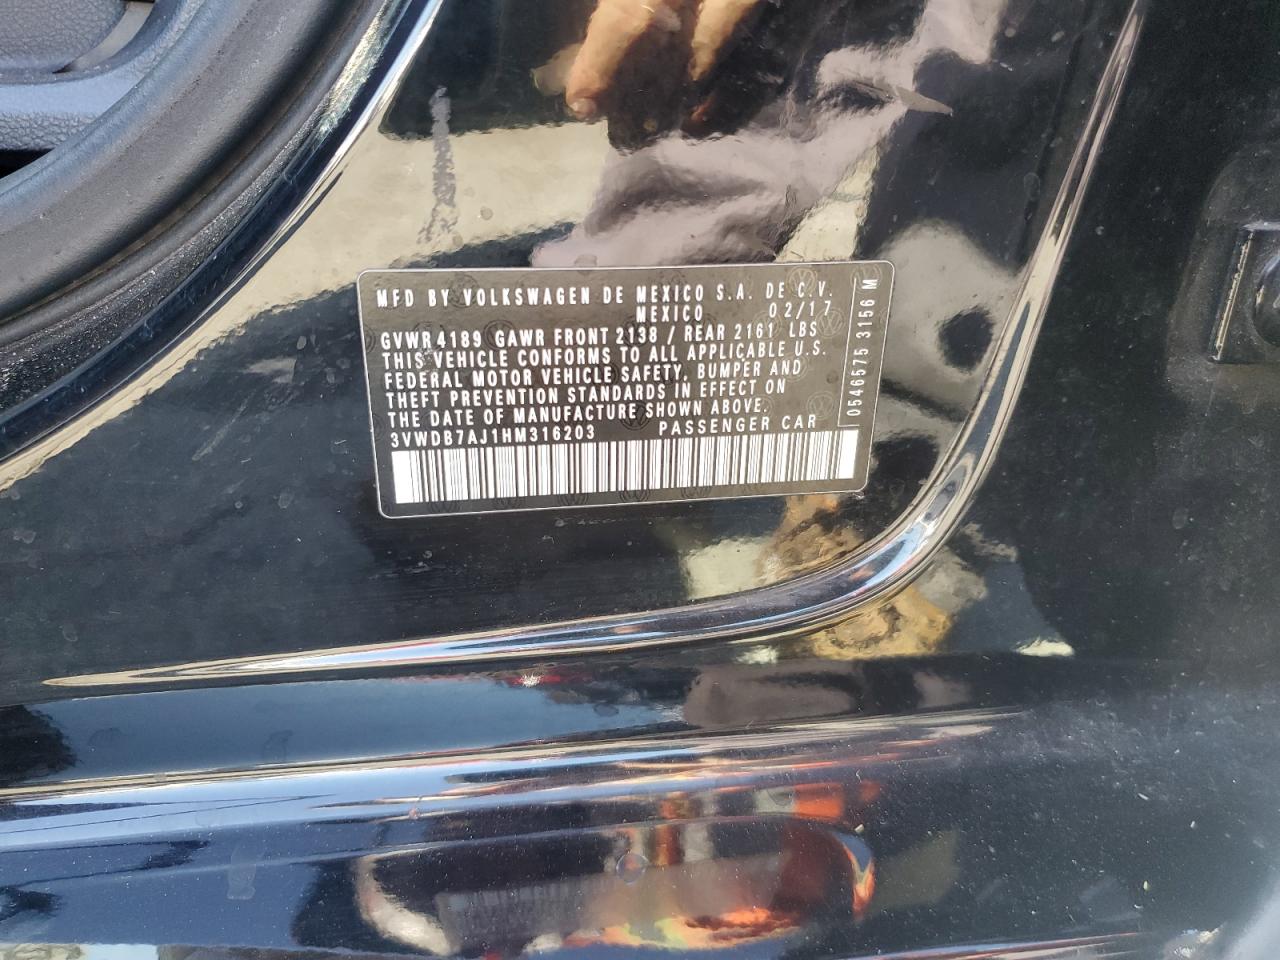 MFD BY VOLKSWAGEN DE MEXICO S.A. DE C.V.
MEXICO 02/17
GVWR 4189 GAWR FRONT 2138 / REAR 2161 LBS
THIS VEHICLE CONFORMS TO ALL APPLICABLE U.S.
FEDERAL MOTOR VEHICLE SAFETY, BUMPER AND
THEFT PREVENTION STANDARDS IN EFFECT ON
THE DATE OF MANUFACTURE SHOWN ABOVE.
3VWDB7AJ1HM316203 PASSENGER CAR
0546575 3156 M